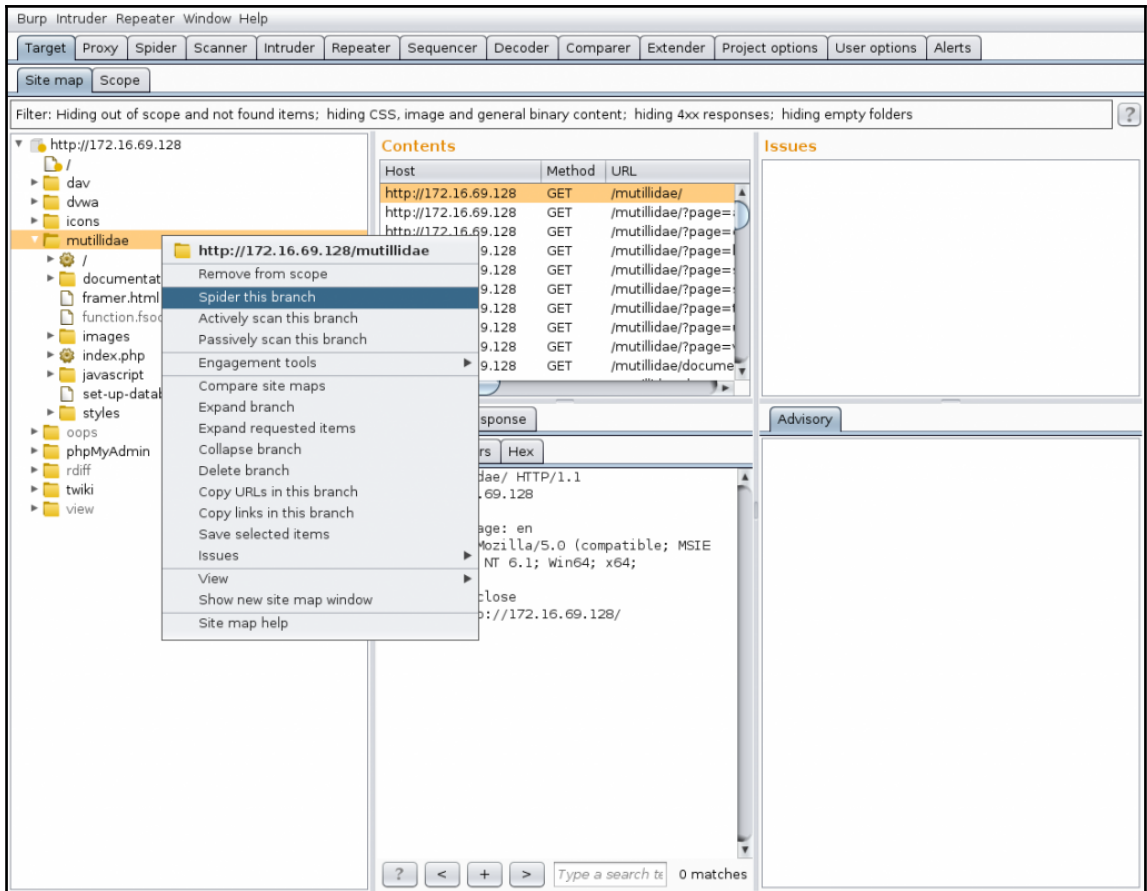 Burp Intruder Repeater Window Help
Target Proxy Spider Scanner Intruder Repeater Sequencer Decoder Comparer Extender Project options User options Alerts
Site map Scope
Filter: Hiding out of scope and not found items; hiding CSS, image and general binary content; hiding 4xx responses; hiding empty folders ?
http://172.16.69.128
/
dav
dvwa
icons
mutillidae
/
documentat
framer.html
function.fsoc
images
index.php
javascript
set-up-datab
styles
oops
phpMyAdmin
rdiff
twiki
view
http://172.16.69.128/mutillidae
Remove from scope
Spider this branch
Actively scan this branch
Passively scan this branch
Engagement tools
Compare site maps
Expand branch
Expand requested items
Collapse branch
Delete branch
Copy URLs in this branch
Copy links in this branch
Save selected items
Issues
View
Show new site map window
Site map help
Contents
Host Method URL
http://172.16.69.128 GET /mutillidae/
http://172.16.69.128 GET /mutillidae/?page=
http://172.16.69.128 GET /mutillidae/?page=
9.128 GET /mutillidae/?page=
9.128 GET /mutillidae/?page=
9.128 GET /mutillidae/?page=
9.128 GET /mutillidae/?page=
9.128 GET /mutillidae/?page=
9.128 GET /mutillidae/?page=
9.128 GET /mutillidae/docume
sponse
rs Hex
dae/ HTTP/1.1
.69.128
age: en
Mozilla/5.0 (compatible; MSIE
NT 6.1; Win64; x64;
close
://172.16.69.128/
? < + > Type a search te 0 matches
Issues
Advisory